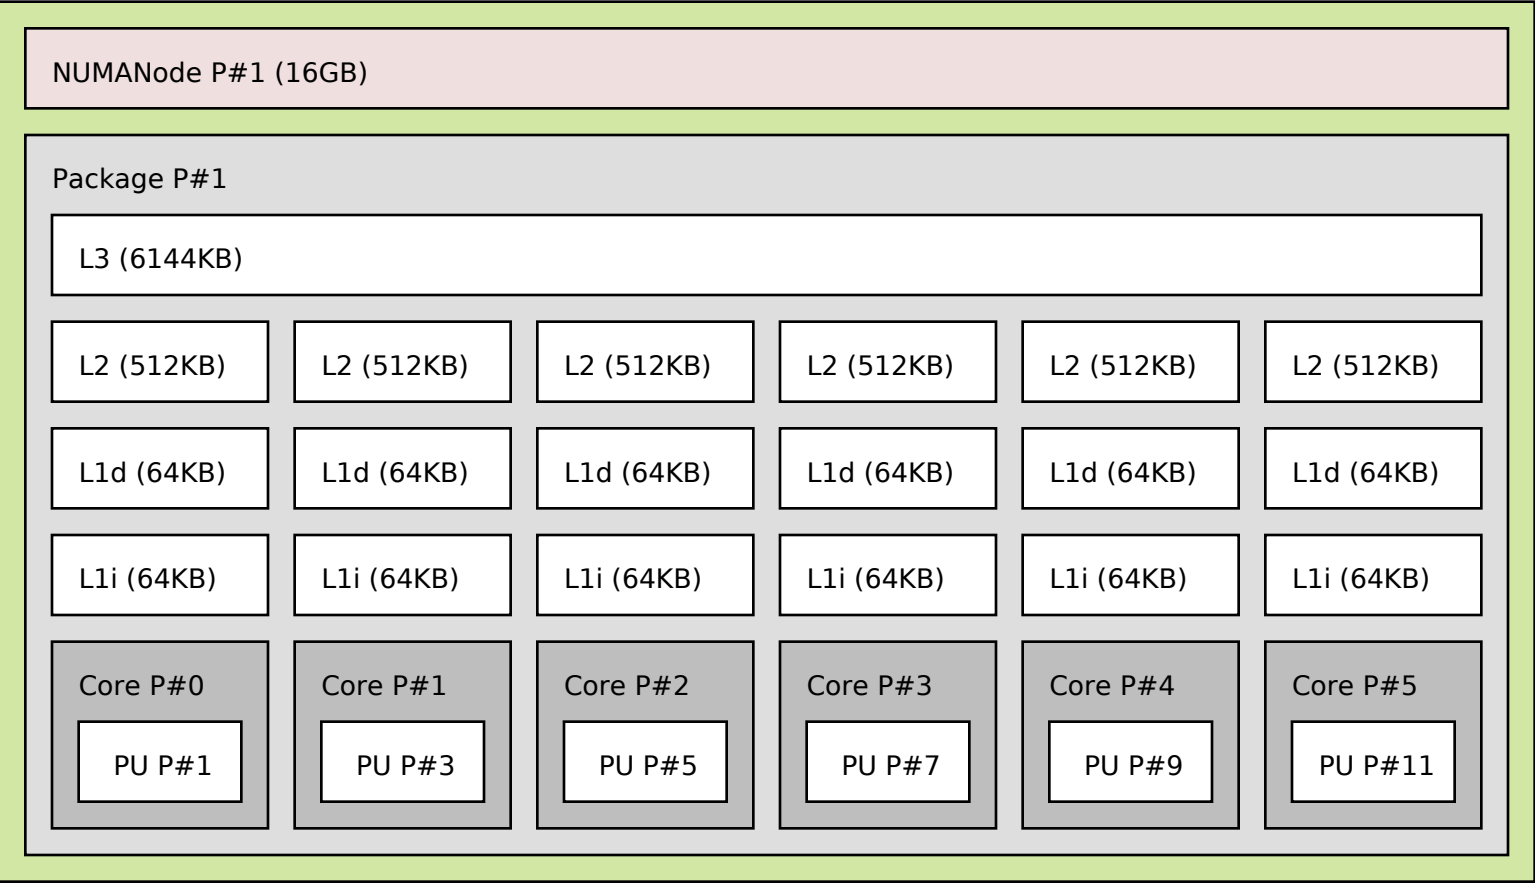 NUMANode P#1 (16GB)
Package P#1
L3 (6144KB)
L2 (512KB) L2 (512KB) L2 (512KB) L2 (512KB) L2 (512KB) L2 (512KB)
L1d (64KB) L1d (64KB) L1d (64KB) L1d (64KB) L1d (64KB) L1d (64KB)
L1i (64KB) L1i (64KB) L1i (64KB) L1i (64KB) L1i (64KB) L1i (64KB)
Core P#0 Core P#1 Core P#2 Core P#3 Core P#4 Core P#5
PU P#1 PU P#3 PU P#5 PU P#7 PU P#9 PU P#11